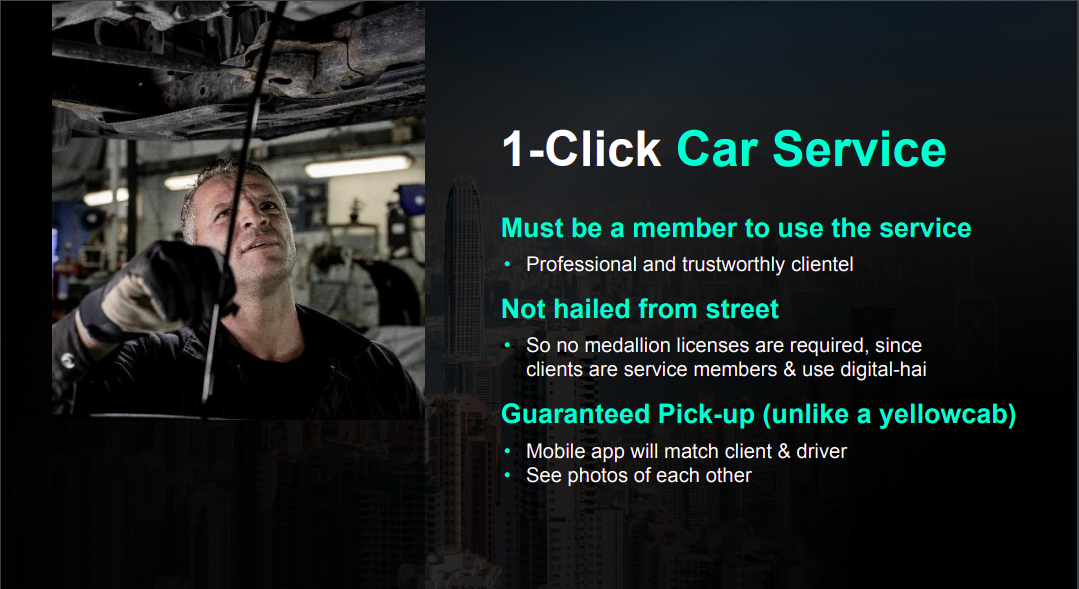 1-Click Car Service
Must be a member to use the service
• Professional and trustworthly clientel
Not hailed from street
• So no medallion licenses are required, since
clients are service members & use digital-hai
Guaranteed Pick-up (unlike a yellowcab)
• Mobile app will match client & driver
• See photos of each other